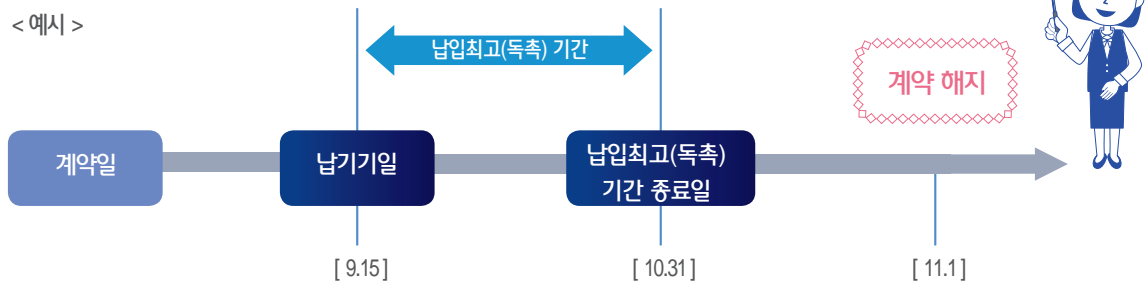 < 예시 >
납입최고(독촉) 기간
계약 해지
계약일
납기기일
납입최고(독촉)
기간 종료일
[ 9.15 ]
[ 10.31 ]
[ 11.1 ]